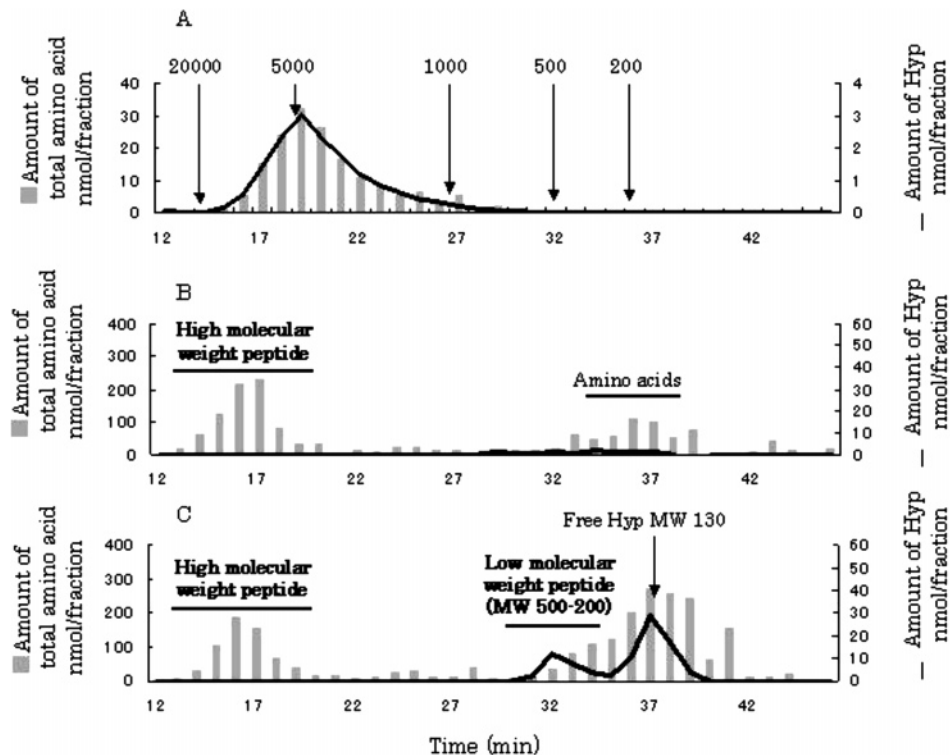 A
20000 5000 1000 500 200
Amount of
total amino acid
nmol/fraction
40
30
20
10
0
4
3
2
1
0
Amount of Hyp
nmol/fraction
12 17 22 27 32 37 42
B
Amount of
total amino acid
nmol/fraction
400
300
200
100
0
High molecular
weight peptide
Amino acids
60
50
40
30
20
10
0
Amount of Hyp
nmol/fraction
12 17 22 27 32 37 42
C
Amount of
total amino acid
nmol/fraction
400
300
200
100
0
High molecular
weight peptide
Free Hyp MW 130
Low molecular
weight peptide
(MW 500-200)
60
50
40
30
20
10
0
Amount of Hyp
nmol/fraction
12 17 22 27 32 37 42
Time (min)